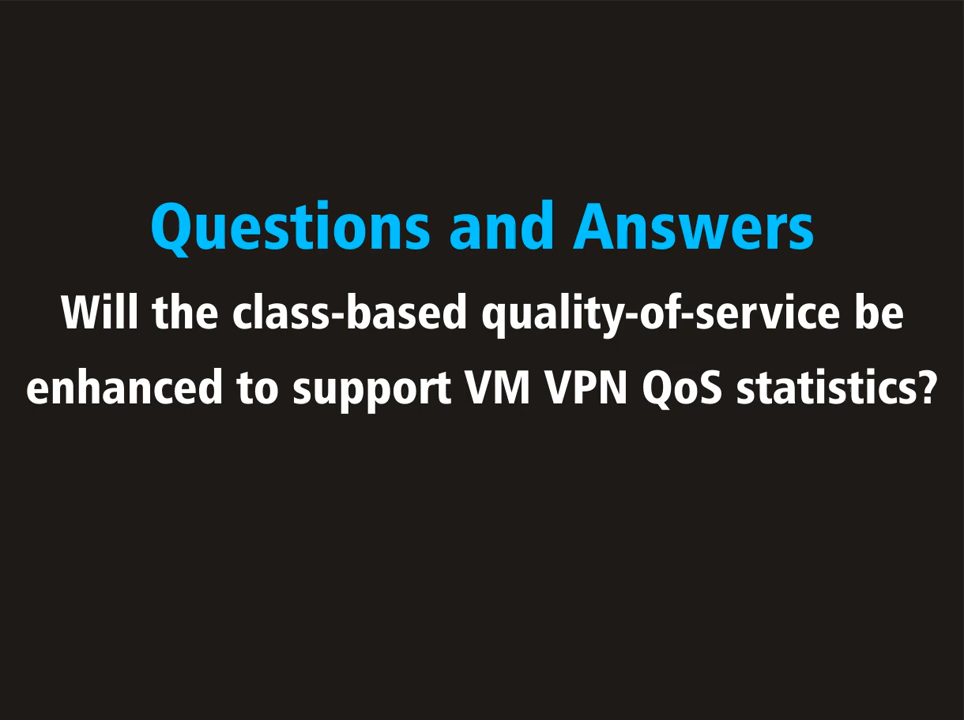 Questions and Answers
Will the class-based quality-of-service be
enhanced to support VM VPN QoS statistics?